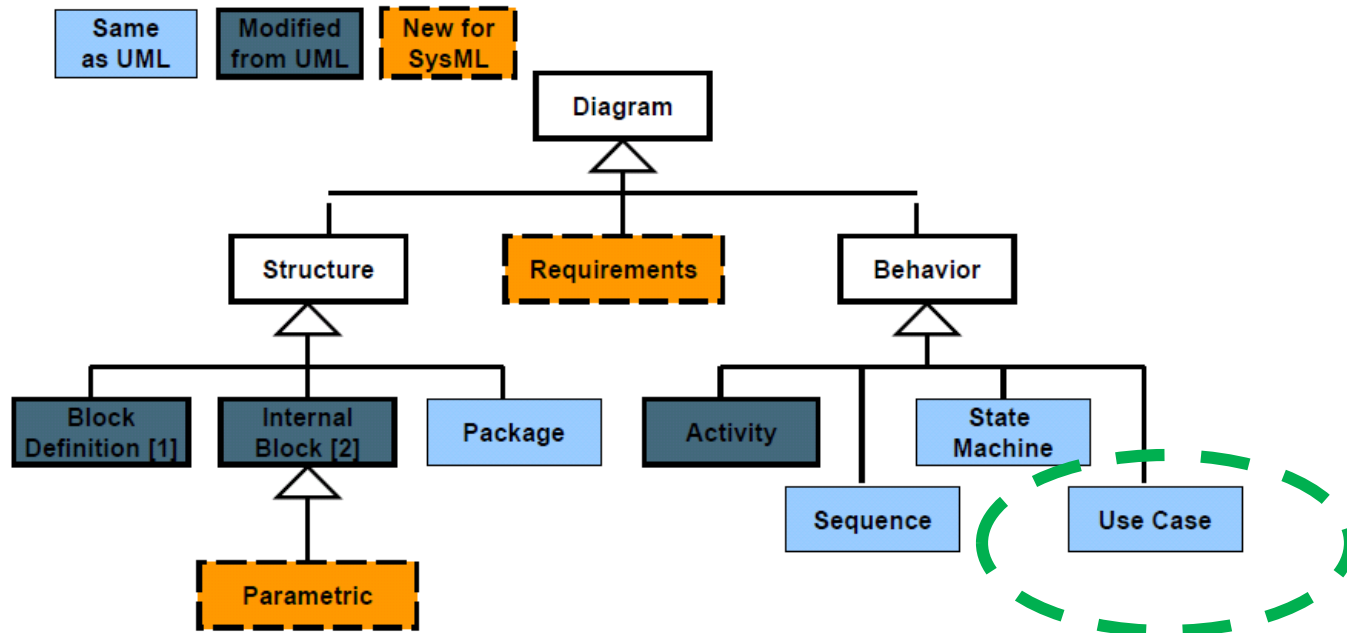 Same
as UML
Modified
from UML
New for
SysML
Diagram
Structure
Requirements
Behavior
Block
Definition [1]
Internal
Block [2]
Package
Activity
State
Machine
Sequence
Use Case
Parametric